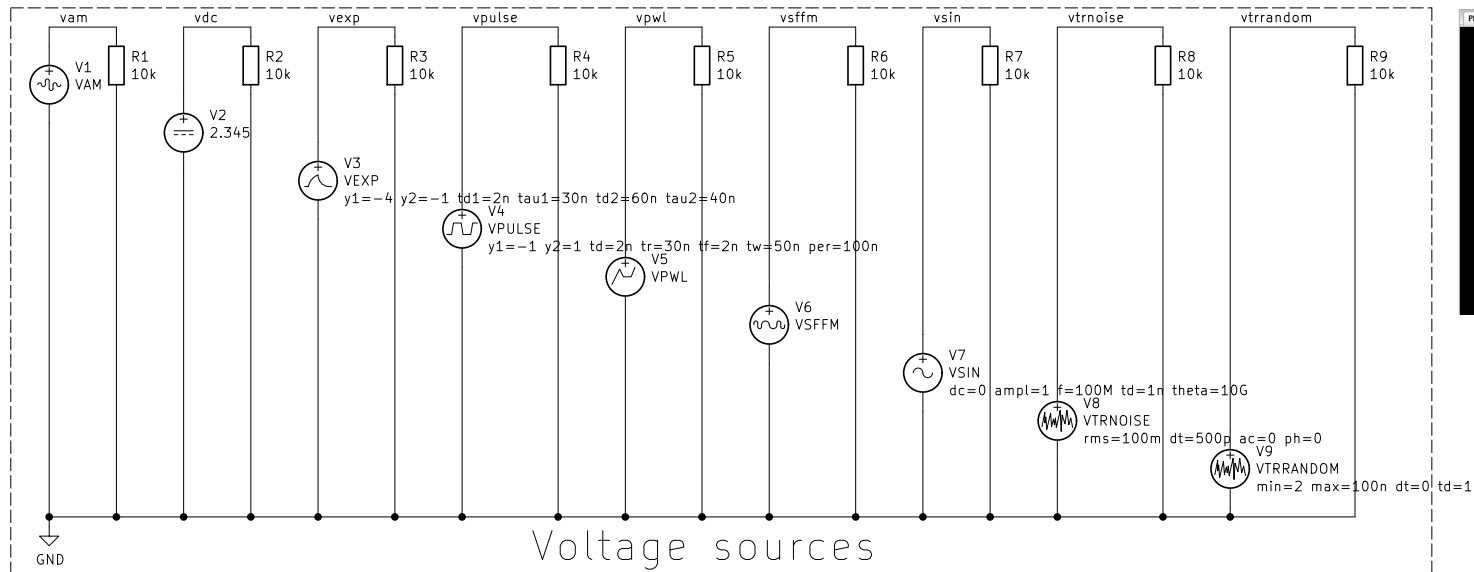 vam
vdc
vexp
vpulse
vpwl
vsffm
vsin
vtrnoise
vtrrandom
R1
10k
R2
10k
R3
10k
R4
10k
R5
10k
R6
10k
R7
10k
R8
10k
R9
10k
V1
VAM
V2
2.345
V3
VEXP
y1=-4 y2=-1 td1=2n tau1=30n td2=60n tau2=40n
V4
VPULSE
y1=-1 y2=1 td=2n tr=30n tf=2n tw=50n per=100n
V5
VPWL
V6
VSFFM
V7
VSIN
dc=0 ampl=1 f=100M td=1n theta=10G
V8
VTRNOISE
rms=100m dt=500p ac=0 ph=0
V9
VTRRANDOM
min=2 max=100n dt=0 td=1
GND
Voltage sources